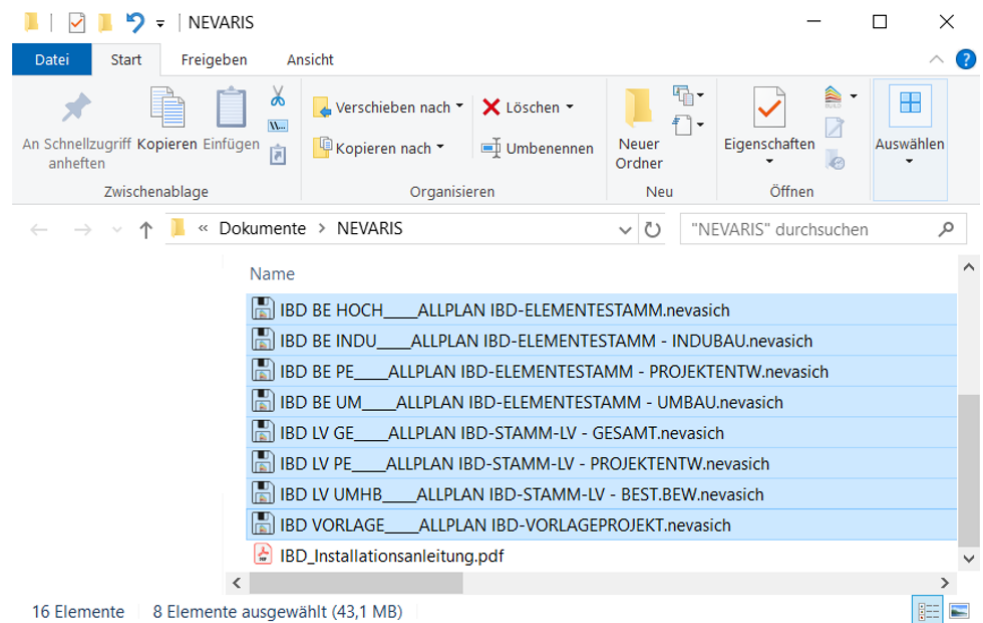 NEVARIS
Datei Start Freigeben Ansicht
An Schnellzugriff anheften
Kopieren
Einfügen
Verschieben nach
Kopieren nach
Löschen
Umbenennen
Neuer Ordner
Eigenschaften
Auswählen
Zwischenablage Organisieren Neu Öffnen
« Dokumente > NEVARIS
"NEVARIS" durchsuchen
Name
IBD BE HOCH____ALLPLAN IBD-ELEMENTESTAMM.nevasich
IBD BE INDU____ALLPLAN IBD-ELEMENTESTAMM - INDUBAU.nevasich
IBD BE PE____ALLPLAN IBD-ELEMENTESTAMM - PROJEKTENTW.nevasich
IBD BE UM____ALLPLAN IBD-ELEMENTESTAMM - UMBAU.nevasich
IBD LV GE____ALLPLAN IBD-STAMM-LV - GESAMT.nevasich
IBD LV PE____ALLPLAN IBD-STAMM-LV - PROJEKTENTW.nevasich
IBD LV UMHB____ALLPLAN IBD-STAMM-LV - BEST.BEW.nevasich
IBD VORLAGE____ALLPLAN IBD-VORLAGEPROJEKT.nevasich
IBD_Installationsanleitung.pdf
16 Elemente 8 Elemente ausgewählt (43,1 MB)